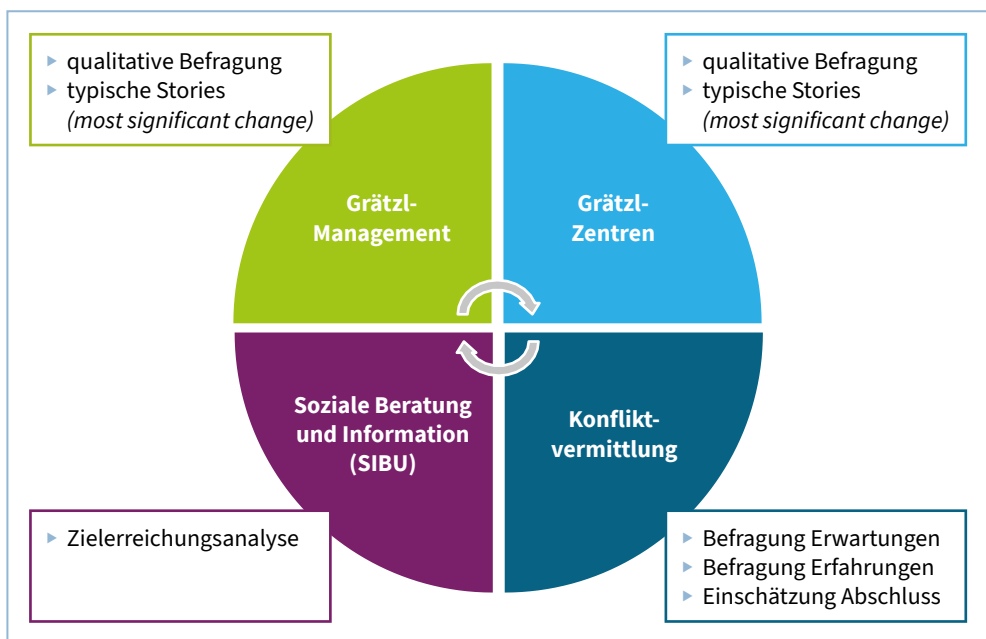 qualitative Befragung
typische Stories
(most significant change)
qualitative Befragung
typische Stories
(most significant change)
Grätzl-
Management
Grätzl-
Zentren
Soziale Beratung
und Information
(SIBU)
Konflikt-
vermittlung
Zielerreichungsanalyse
Befragung Erwartungen
Befragung Erfahrungen
Einschätzung Abschluss